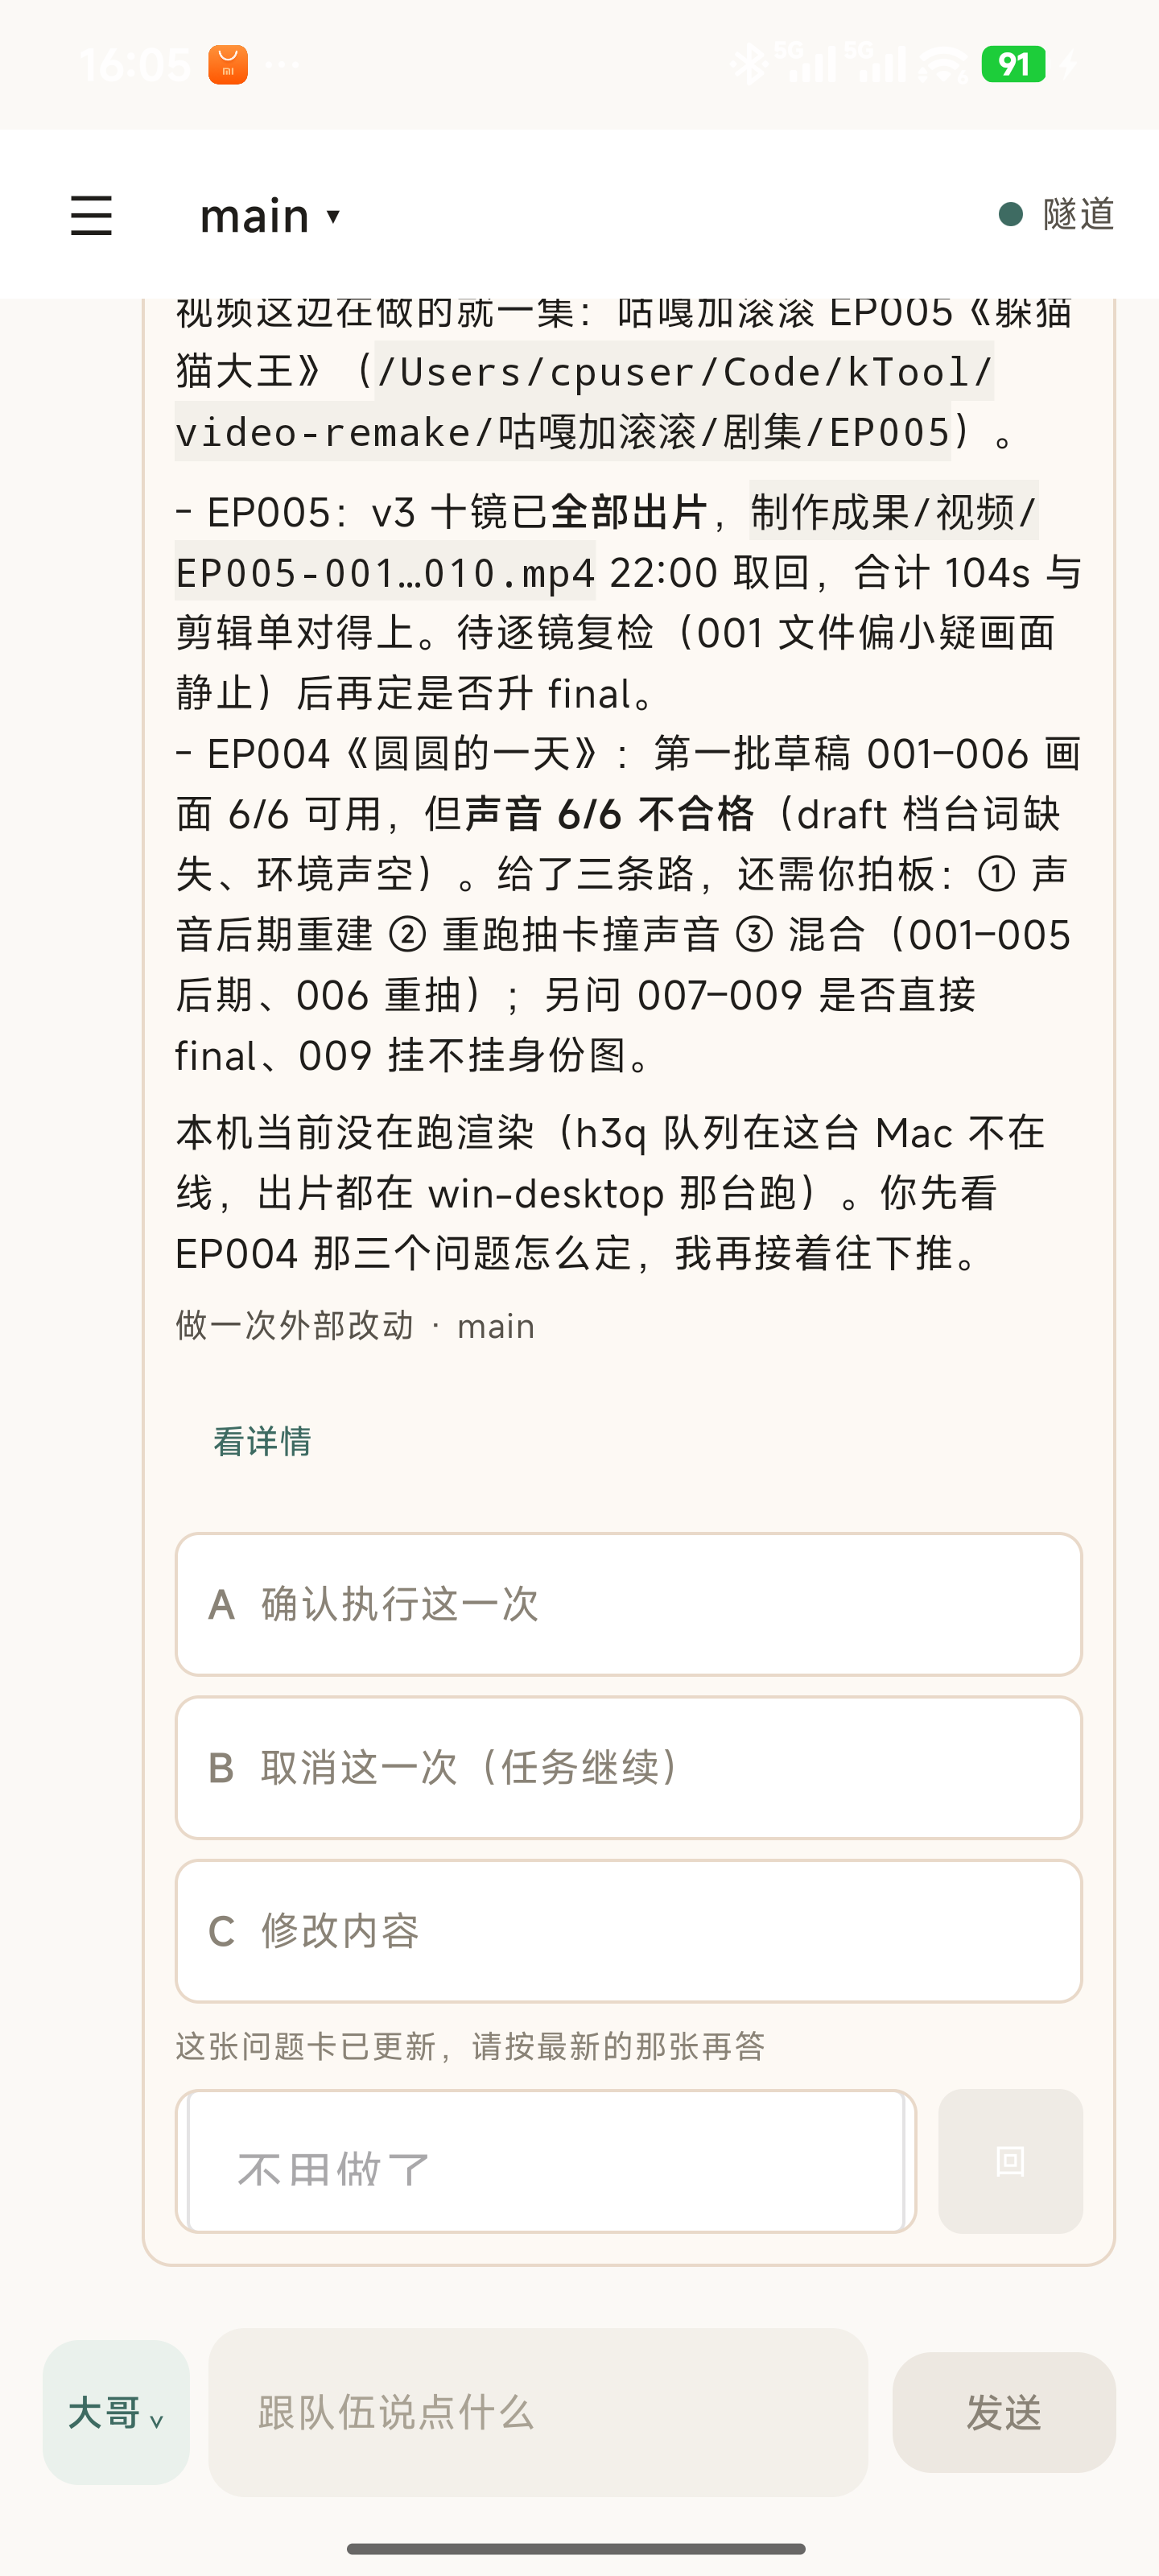 16:05
5G 5G 6 91
☰ main ▾ 隧道
视频这边在做的就一集：咕嘎加滚滚 EP005《躲猫
猫大王》（/Users/cpuser/Code/kTool/
video-remake/咕嘎加滚滚/剧集/EP005）。
- EP005：v3 十镜已全部出片，制作成果/视频/
EP005-001…010.mp4 22:00 取回，合计 104s 与
剪辑单对得上。待逐镜复检（001 文件偏小疑画面
静止）后再定是否升 final。
- EP004《圆圆的一天》：第一批草稿 001–006 画
面 6/6 可用，但声音 6/6 不合格（draft 档台词缺
失、环境声空）。给了三条路，还需你拍板：① 声
音后期重建 ② 重跑抽卡撞声音 ③ 混合（001–005
后期、006 重抽）；另问 007–009 是否直接
final、009 挂不挂身份图。
本机当前没在跑渲染（h3q 队列在这台 Mac 不在
线，出片都在 win-desktop 那台跑）。你先看
EP004 那三个问题怎么定，我再接着往下推。
做一次外部改动 · main
看详情
A 确认执行这一次
B 取消这一次（任务继续）
C 修改内容
这张问题卡已更新，请按最新的那张再答
不用做了
回
大哥
跟队伍说点什么
发送